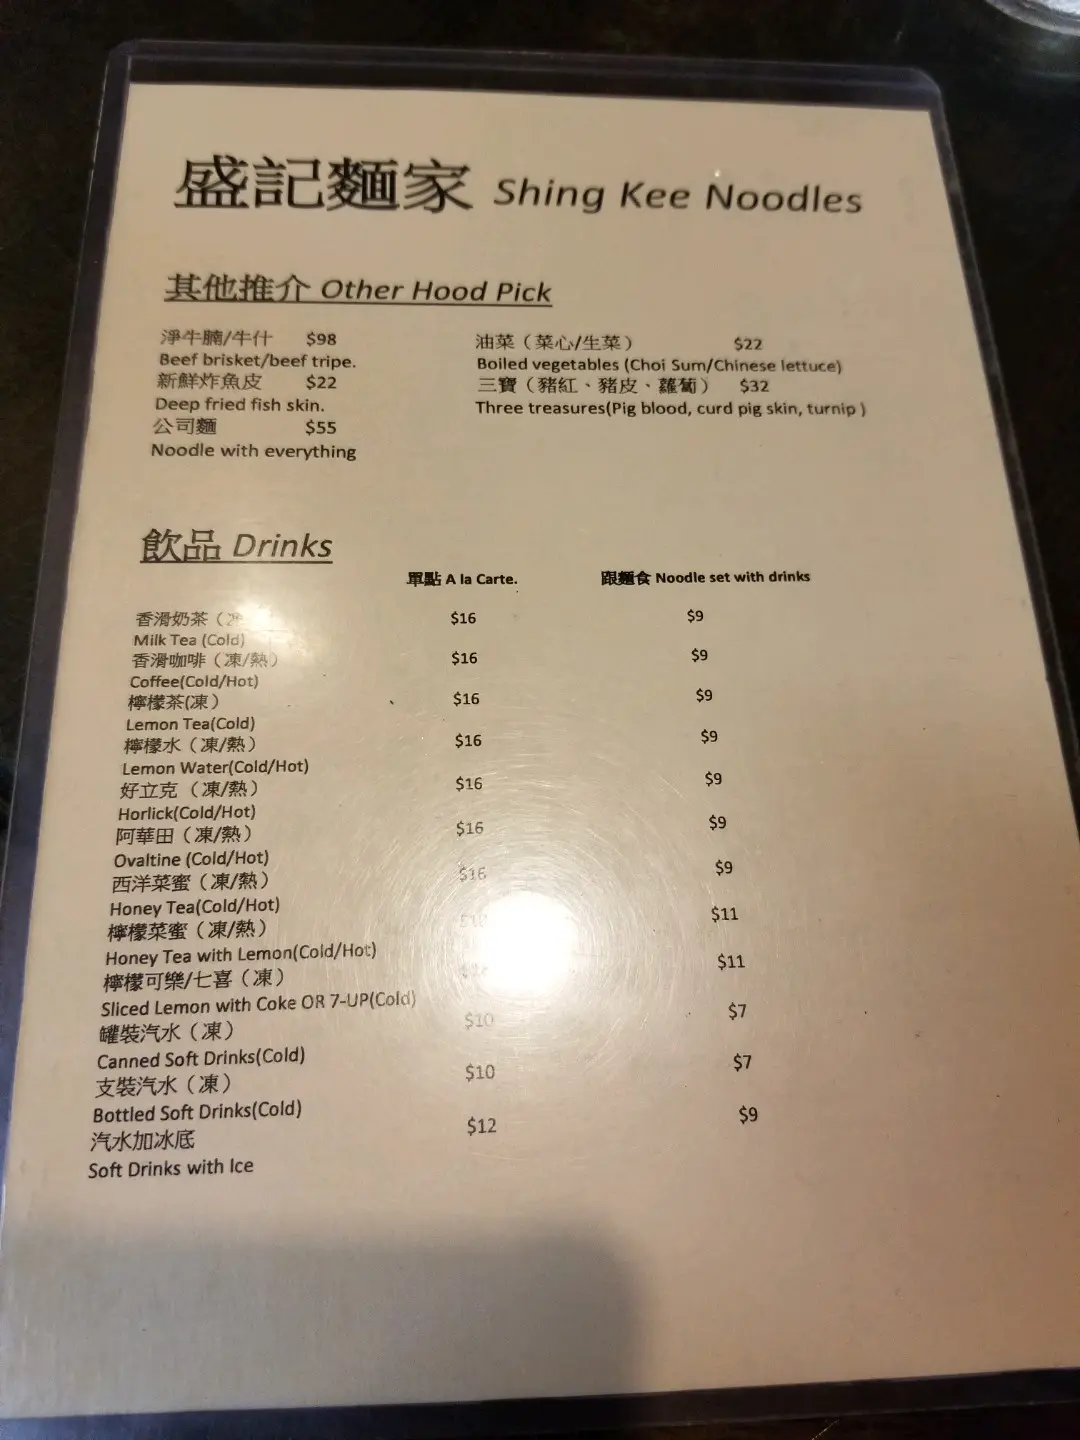 盛記麵家 Shing Kee Noodles
其他推介 Other Hood Pick
淨牛腩/牛什 $98
Beef brisket/beef tripe.
新鮮炸魚皮 $22
Deep fried fish skin.
公司麵 $55
Noodle with everything
油菜（菜心/生菜） $22
Boiled vegetables (Choi Sum/Chinese lettuce)
三寶（豬紅、豬皮、蘿蔔） $32
Three treasures(Pig blood, curd pig skin, turnip )
飲品 Drinks
單點 A la Carte. 跟麵食 Noodle set with drinks
香滑奶茶 $16 $9
Milk Tea (Cold)
香滑咖啡（凍/熱） $16 $9
Coffee(Cold/Hot)
檸檬茶(凍） $16 $9
Lemon Tea(Cold)
檸檬水（凍/熱） $16 $9
Lemon Water(Cold/Hot)
好立克（凍/熱） $16 $9
Horlick(Cold/Hot)
阿華田（凍/熱） $16 $9
Ovaltine (Cold/Hot)
西洋菜蜜（凍/熱） $16 $9
Honey Tea(Cold/Hot)
檸檬菜蜜（凍/熱） $11
Honey Tea with Lemon(Cold/Hot)
檸檬可樂/七喜（凍） $11
Sliced Lemon with Coke OR 7-UP(Cold)
罐裝汽水（凍） $10 $7
Canned Soft Drinks(Cold)
支裝汽水（凍） $10 $7
Bottled Soft Drinks(Cold)
汽水加冰底 $12 $9
Soft Drinks with Ice